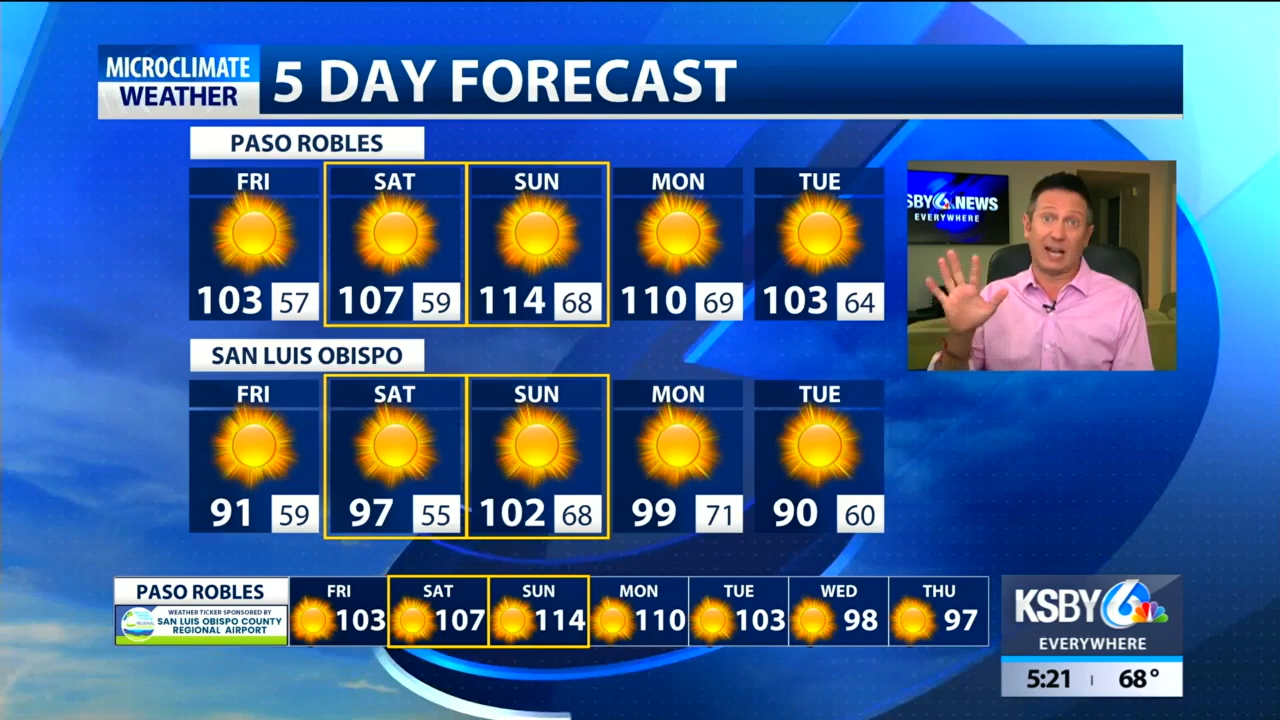 MICROCLIMATE
WEATHER
5 DAY FORECAST
PASO ROBLES
FRI SAT SUN MON TUE
103 57 107 59 114 68 110 69 103 64
SBY 6 NEWS
EVERYWHERE
SAN LUIS OBISPO
FRI SAT SUN MON TUE
91 59 97 55 102 68 99 71 90 60
PASO ROBLES
WEATHER TICKER SPONSORED BY
SAN LUIS OBISPO COUNTY
REGIONAL AIRPORT
FRI SAT SUN MON TUE WED THU
103 107 114 110 103 98 97
KSBY 6
EVERYWHERE
5:21 68°